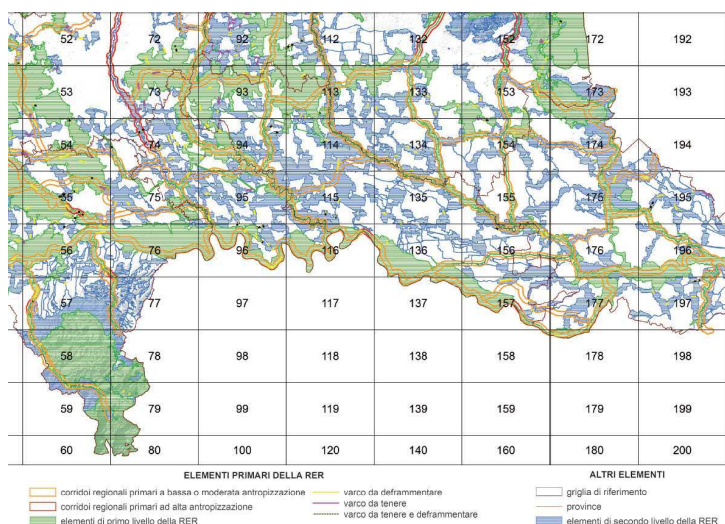 52 72 92 112 132 152 172 192
53 73 93 113 133 153 173 193
54 74 94 114 134 154 174 194
55 75 95 115 135 155 175 195
56 76 96 116 136 156 176 196
57 77 97 117 137 157 177 197
58 78 98 118 138 158 178 198
59 79 99 119 139 159 179 199
60 80 100 120 140 160 180 200
ELEMENTI PRIMARI DELLA RER ALTRI ELEMENTI
corridoi regionali primari a bassa o moderata antropizzazione varco da deframmentare griglia di riferimento
corridoi regionali primari ad alta antropizzazione varco da tenere province
elementi di primo livello della RER varco da tenere e deframmentare elementi di secondo livello della RER